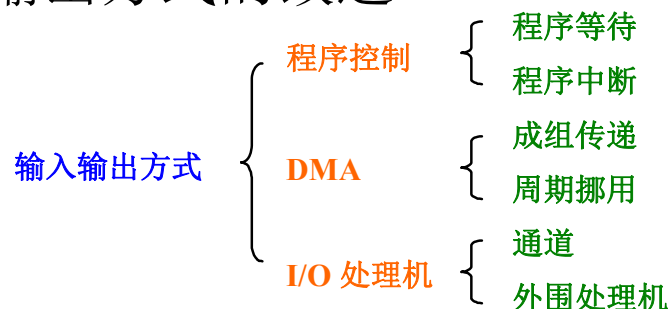 程序等待
程序控制
程序中断
成组传递
输入输出方式
DMA
周期挪用
通道
I/O 处理机
外围处理机